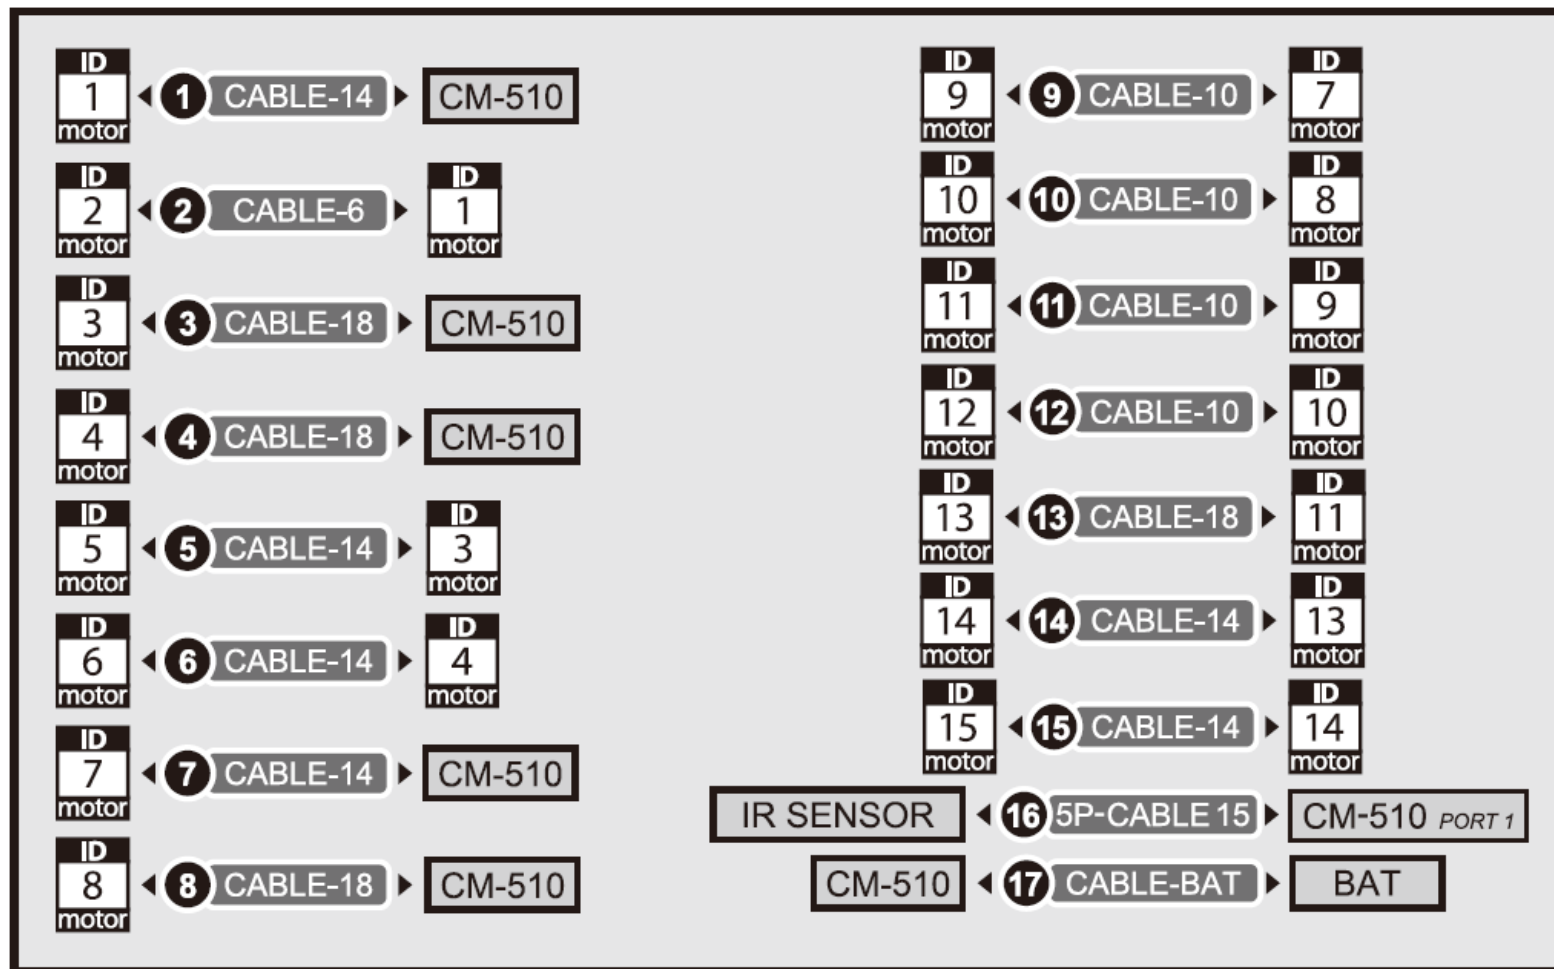 ID
1
motor
1 CABLE-14
CM-510
ID
2
motor
2 CABLE-6
ID
1
motor
ID
3
motor
3 CABLE-18
CM-510
ID
4
motor
4 CABLE-18
CM-510
ID
5
motor
5 CABLE-14
ID
3
motor
ID
6
motor
6 CABLE-14
ID
4
motor
ID
7
motor
7 CABLE-14
CM-510
ID
8
motor
8 CABLE-18
CM-510
ID
9
motor
9 CABLE-10
ID
7
motor
ID
10
motor
10 CABLE-10
ID
8
motor
ID
11
motor
11 CABLE-10
ID
9
motor
ID
12
motor
12 CABLE-10
ID
10
motor
ID
13
motor
13 CABLE-18
ID
11
motor
ID
14
motor
14 CABLE-14
ID
13
motor
ID
15
motor
15 CABLE-14
ID
14
motor
IR SENSOR
16 5P-CABLE 15
CM-510 PORT 1
CM-510
17 CABLE-BAT
BAT